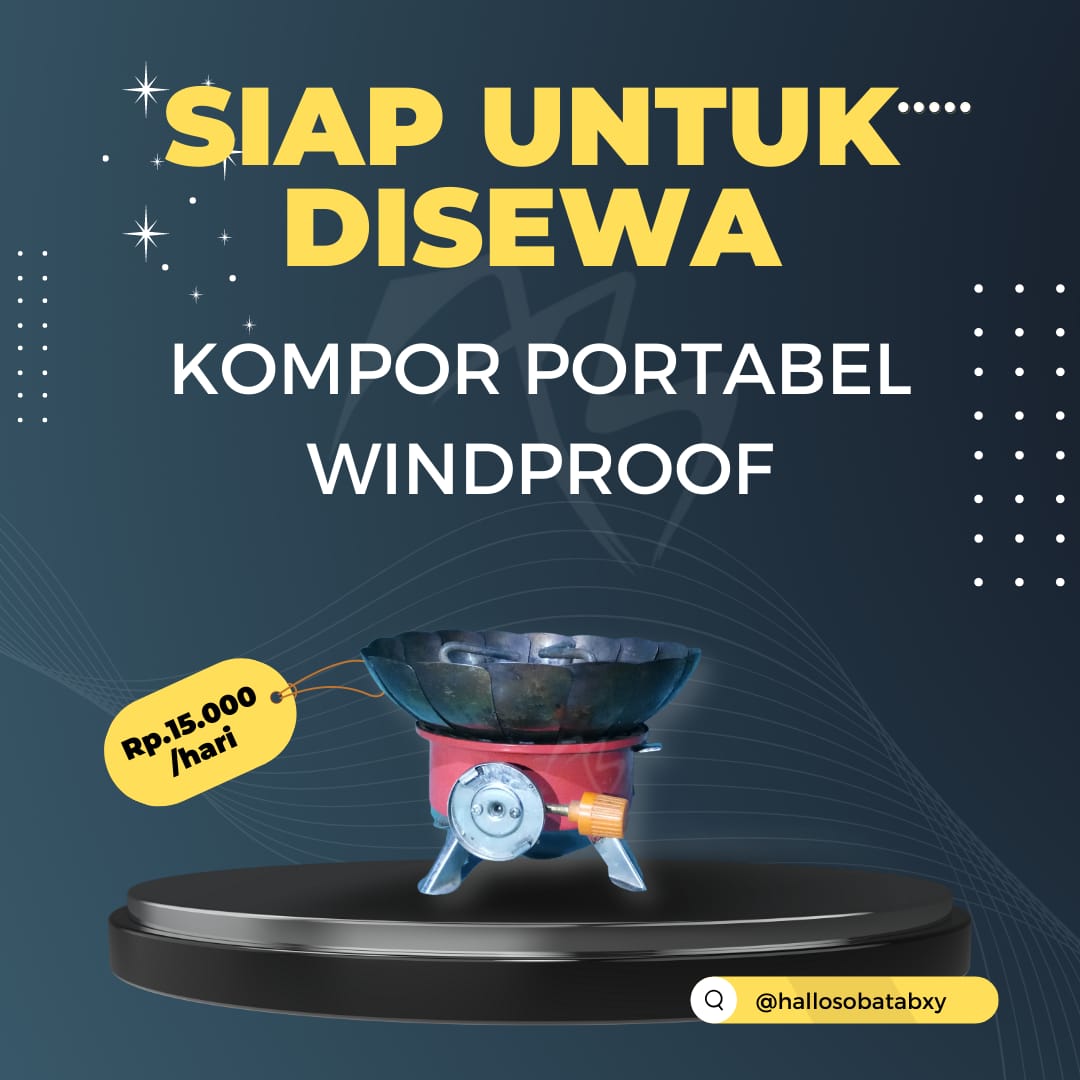 SIAP UNTUK
DISEWA
KOMPOR PORTABEL
WINDPROOF
Rp.15.000
/hari
@hallosobatabxy